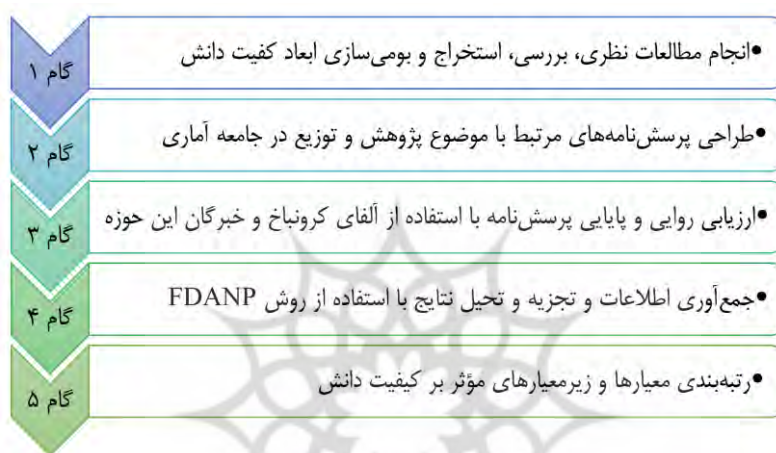 گام ۱
•انجام مطالعات نظری، بررسی، استخراج و بومی‌سازی ابعاد کفیت دانش
گام ۲
•طراحی پرسش‌نامه‌های مرتبط با موضوع پژوهش و توزیع در جامعه آماری
گام ۳
•ارزیابی روایی و پایایی پرسش‌نامه با استفاده از آلفای کرونباخ و خبرگان این حوزه
گام ۴
•جمع‌آوری اطلاعات و تجزیه و تحیل نتایج با استفاده از روش FDANP
گام ۵
•رتبه‌بندی معیارها و زیرمعیارهای مؤثر بر کیفیت دانش